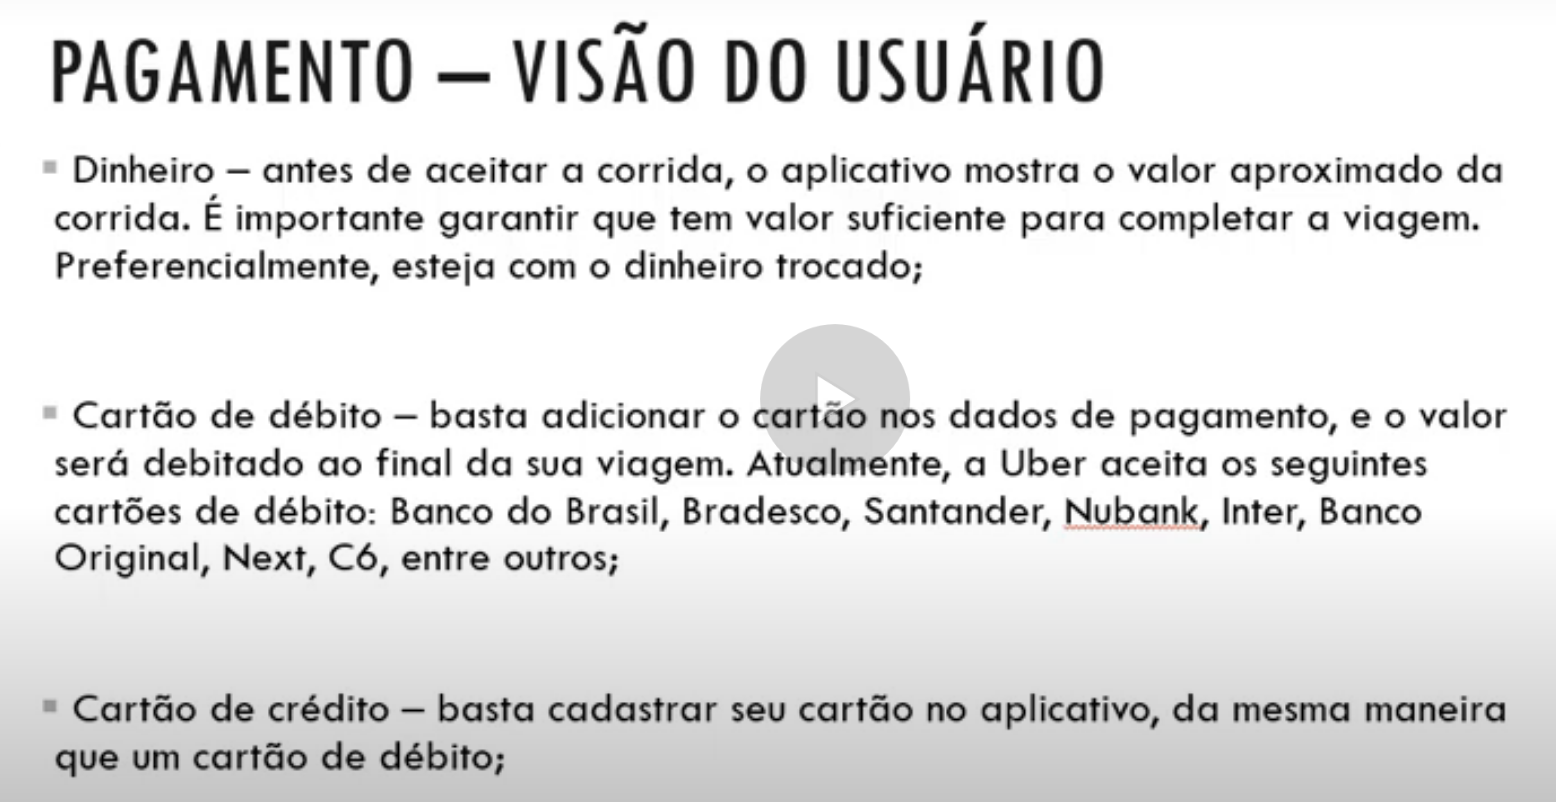 PAGAMENTO – VISÃO DO USUÁRIO
▪ Dinheiro – antes de aceitar a corrida, o aplicativo mostra o valor aproximado da
corrida. É importante garantir que tem valor suficiente para completar a viagem.
Preferencialmente, esteja com o dinheiro trocado;
▪ Cartão de débito – basta adicionar o cartão nos dados de pagamento, e o valor
será debitado ao final da sua viagem. Atualmente, a Uber aceita os seguintes
cartões de débito: Banco do Brasil, Bradesco, Santander, Nubank, Inter, Banco
Original, Next, C6, entre outros;
▪ Cartão de crédito – basta cadastrar seu cartão no aplicativo, da mesma maneira
que um cartão de débito;